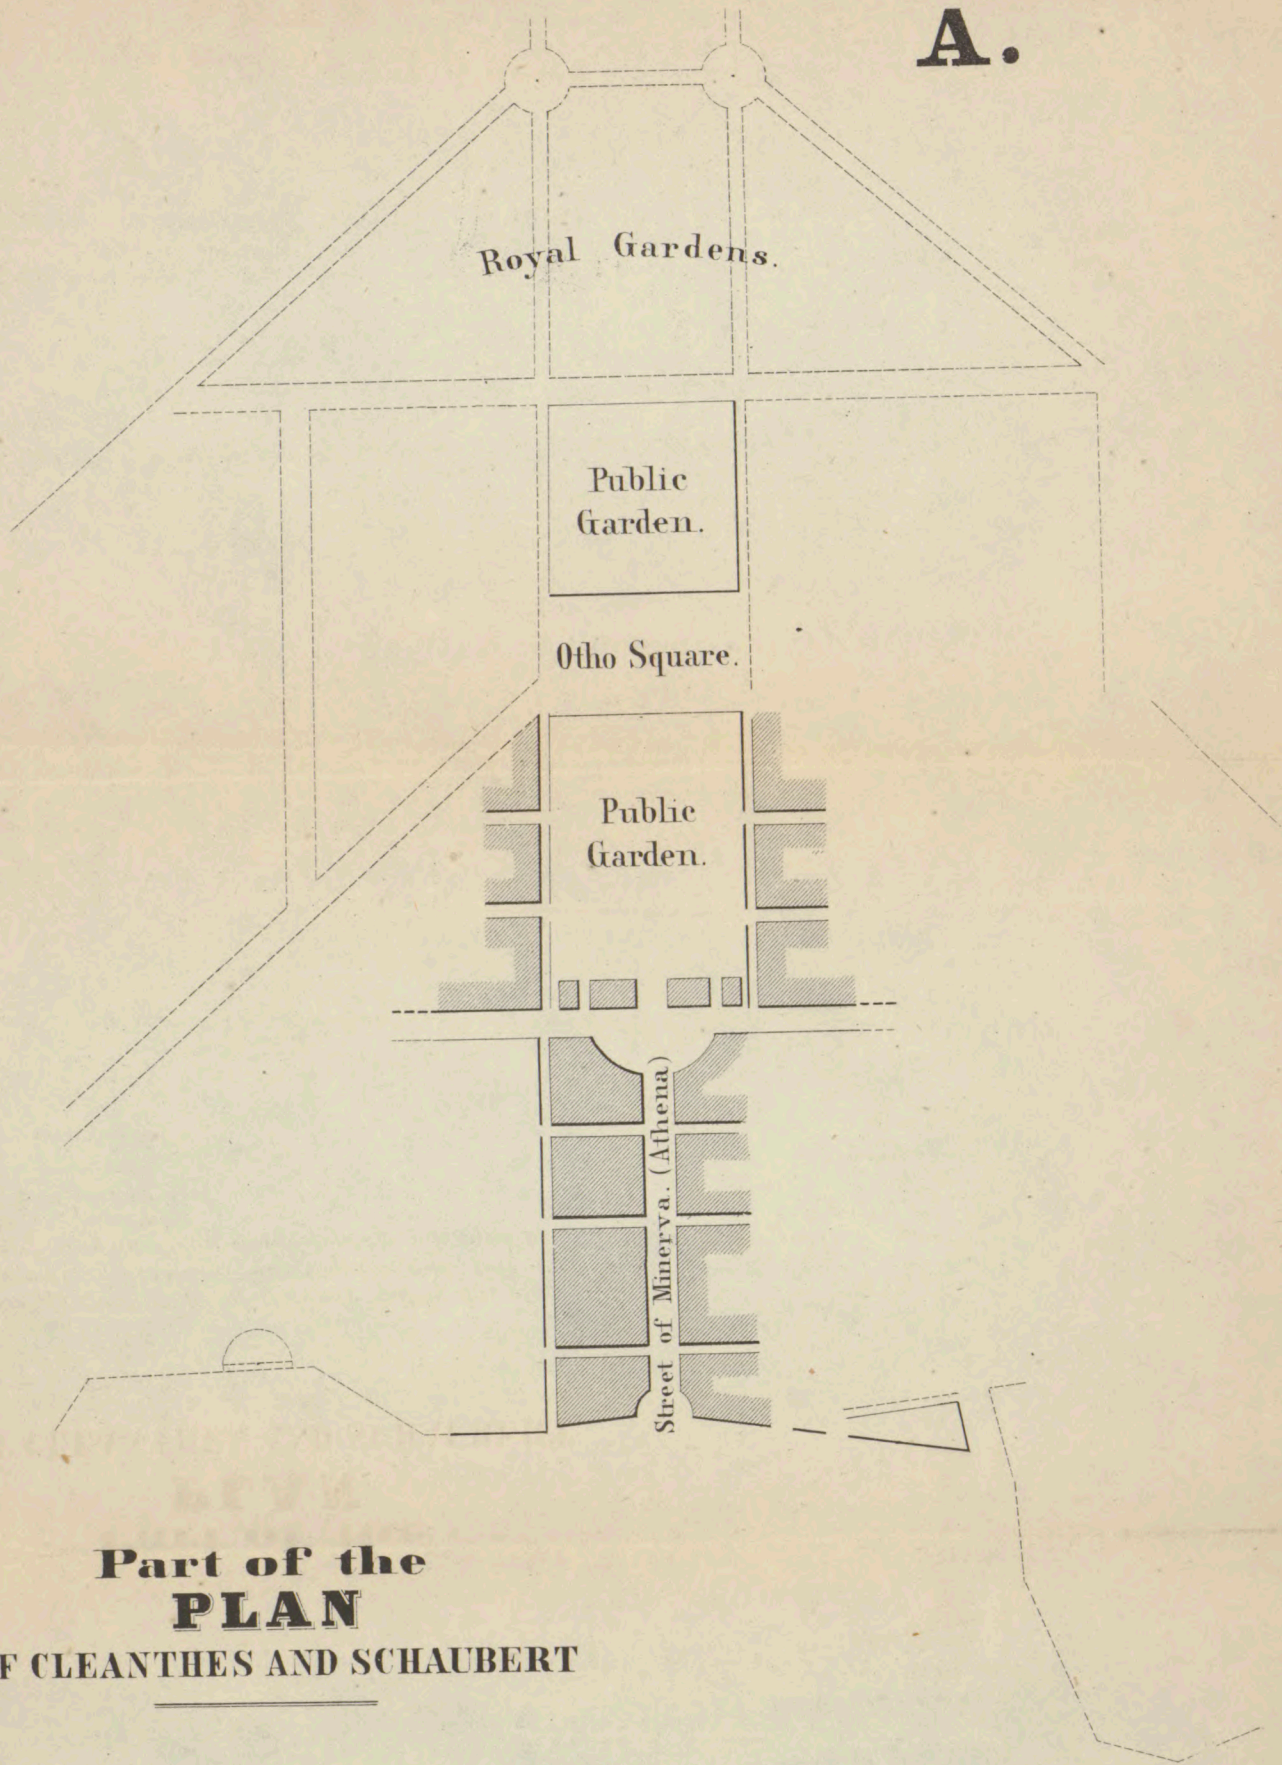 A.
Royal Gardens.
Public
Garden.
Otho Square.
Public
Garden.
Street of Minerva. (Athena)
Part of the
PLAN
F CLEANTHES AND SCHAUBERT